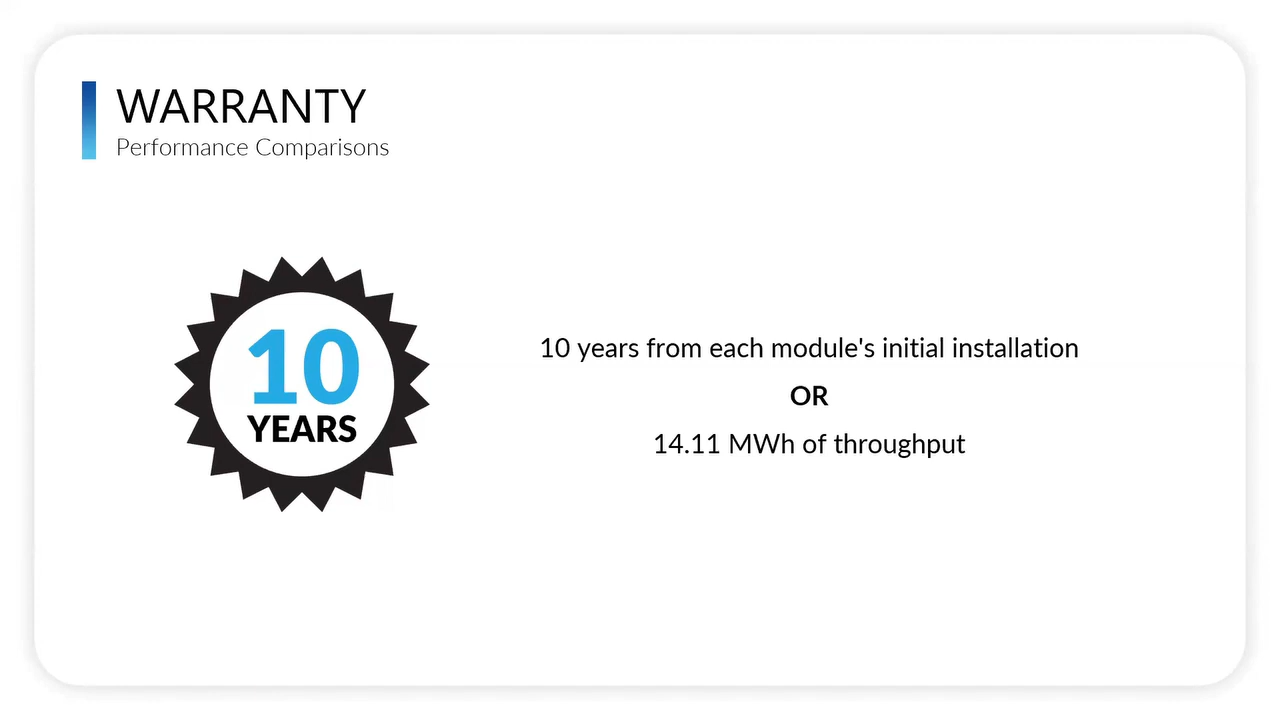 WARRANTY
Performance Comparisons
10
YEARS
10 years from each module's initial installation
OR
14.11 MWh of throughput